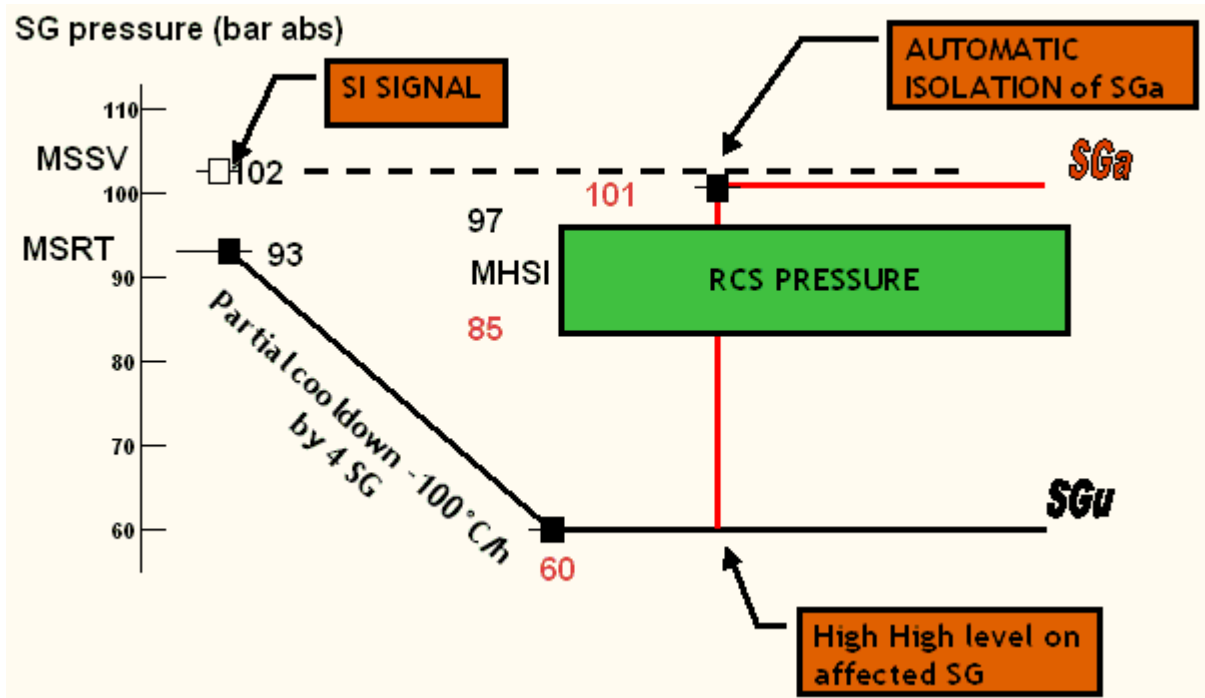 SG pressure (bar abs)
SI SIGNAL
AUTOMATIC
ISOLATION of SGa
110
MSSV
102
100
101
SGa
97
MSRT
93
90
MHSI
RCS PRESSURE
85
80
Partial cooldown -100°C/h
by 4 SG
70
60
60
SGu
High High level on
affected SG